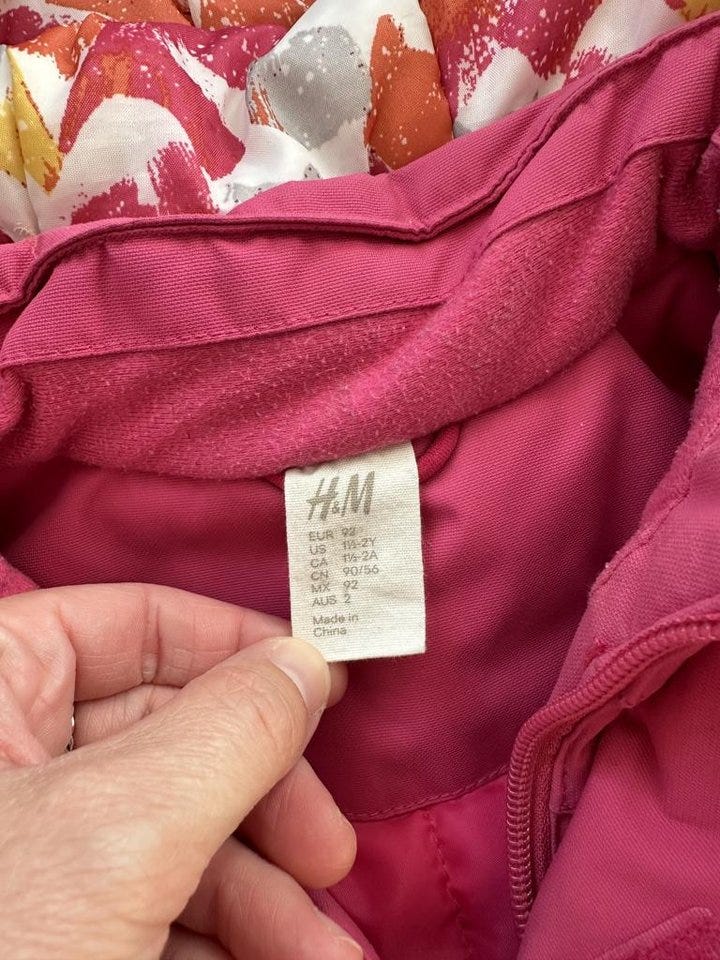 H&M
EUR 92
US 1½-2Y
CA 1½-2A
CN 90/56
MX 92
AUS 2
Made in
China